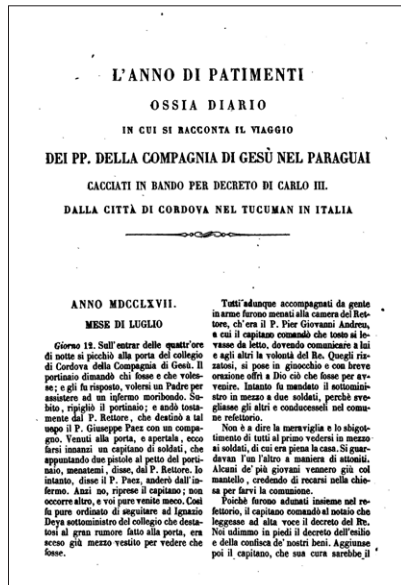 L'ANNO DI PATIMENTI
OSSIA DIARIO
IN CUI SI RACCONTA IL VIAGGIO
DEI PP. DELLA COMPAGNIA DI GESÙ NEL PARAGUAI
CACCIATI IN BANDO PER DECRETO DI CARLO III.
DALLA CITTÀ DI CORDOVA NEL TUCUMAN IN ITALIA
ANNO MDCCLXVII.
MESE DI LUGLIO
Giorno 12. Sull'entrar delle quattr'ore
di notte si picchiò alla porta del collegio
di Cordova della Compagnia di Gesù. Il
portinaio dimandò chi fosse e che voles-
se; e gli fu risposto, volersi un Padre per
assistere ad un infermo moribondo. Su-
bito, ripigliò il portinaio; e andò tosta-
mente dal P. Rettore, che destinò a tal
uopo il P. Giuseppe Paez con un compa-
gno. Venuti alla porta, e apertala, ecco
farsi innanzi un capitano di soldati, che
appuntando due pistole al petto del porti-
naio, menatemi, disse, dal P. Rettore. Io
intanto, disse il P. Paez, anderò dall'in-
fermo. Anzi no, riprese il capitano; non
occorre altro, e voi pure venite meco. Così
fu pure ordinato di seguitare ad Ignazio
Deya sottoministro del collegio che desta-
tosi al gran rumore fatto alla porta, era
sceso giù mezzo vestito per vedere che
fosse.
Tutti adunque accompagnati da gente
in arme furono menati alla camera del Ret-
tore, ch'era il P. Pier Giovanni Andreu,
a cui il capitano comandò che tosto si le-
vasse da letto, dovendo comunicare a lui
e agli altri la volontà del Re. Quegli riz-
zatosi, si pose in ginocchio e con breve
orazione offrì a Dio ciò che fosse per av-
venire. Intanto fu mandato il sottomini-
stro in mezzo a due soldati, perchè sve-
gliasse gli altri e conducesseli nel comu-
ne refettorio.
Non è a dire la meraviglia e lo sbigot-
timento di tutti al primo vedersi in mezzo
ai soldati, di cui era piena la casa. Si guar-
davan l'un l'altro a maniera di attoniti.
Alcuni de' più giovani vennero giù col
mantello, credendo di recarsi nella chie-
sa per farvi la comunione.
Poichè furono adunati insieme nel re-
fettorio, il capitano comandò al notaio che
leggesse ad alta voce il decreto del Re.
Noi udimmo in piedi il decreto dell'esilio
e della confisca de' nostri beni. Aggiunse
poi il capitano, che sua cura sarebbe il